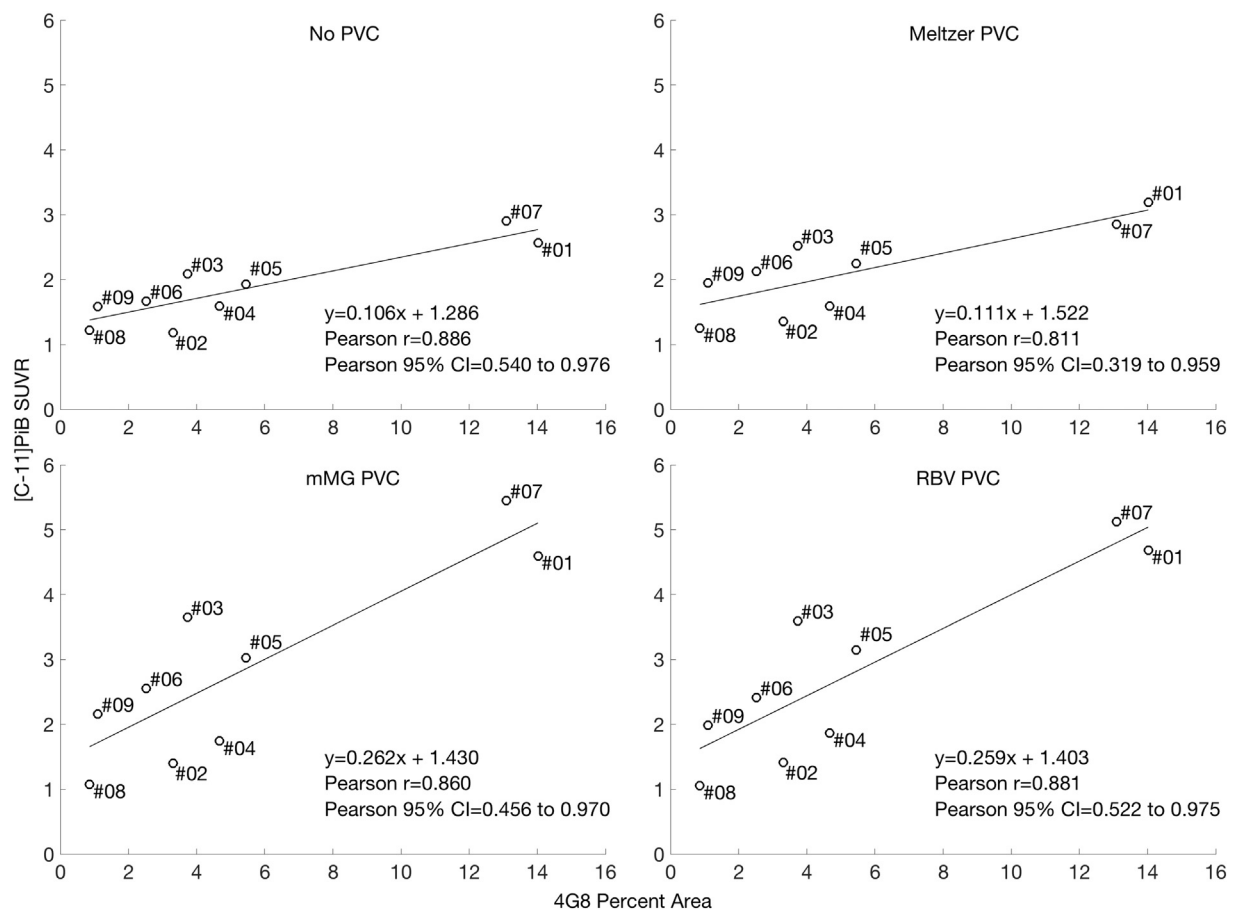 No PVC
6
5
4
3
2
1
0
0 2 4 6 8 10 12 14 16
#07
#01
#03
#05
#09
#06
#04
#08
#02
y=0.106x + 1.286
Pearson r=0.886
Pearson 95% CI=0.540 to 0.976
Meltzer PVC
6
5
4
3
2
1
0
0 2 4 6 8 10 12 14 16
#01
#07
#03
#05
#06
#09
#04
#08
#02
y=0.111x + 1.522
Pearson r=0.811
Pearson 95% CI=0.319 to 0.959
[C-11]PiB SUVR
mMG PVC
6
5
4
3
2
1
0
0 2 4 6 8 10 12 14 16
#07
#01
#03
#05
#06
#09
#04
#02
#08
y=0.262x + 1.430
Pearson r=0.860
Pearson 95% CI=0.456 to 0.970
RBV PVC
6
5
4
3
2
1
0
0 2 4 6 8 10 12 14 16
#07
#01
#03
#05
#06
#09
#04
#02
#08
y=0.259x + 1.403
Pearson r=0.881
Pearson 95% CI=0.522 to 0.975
4G8 Percent Area